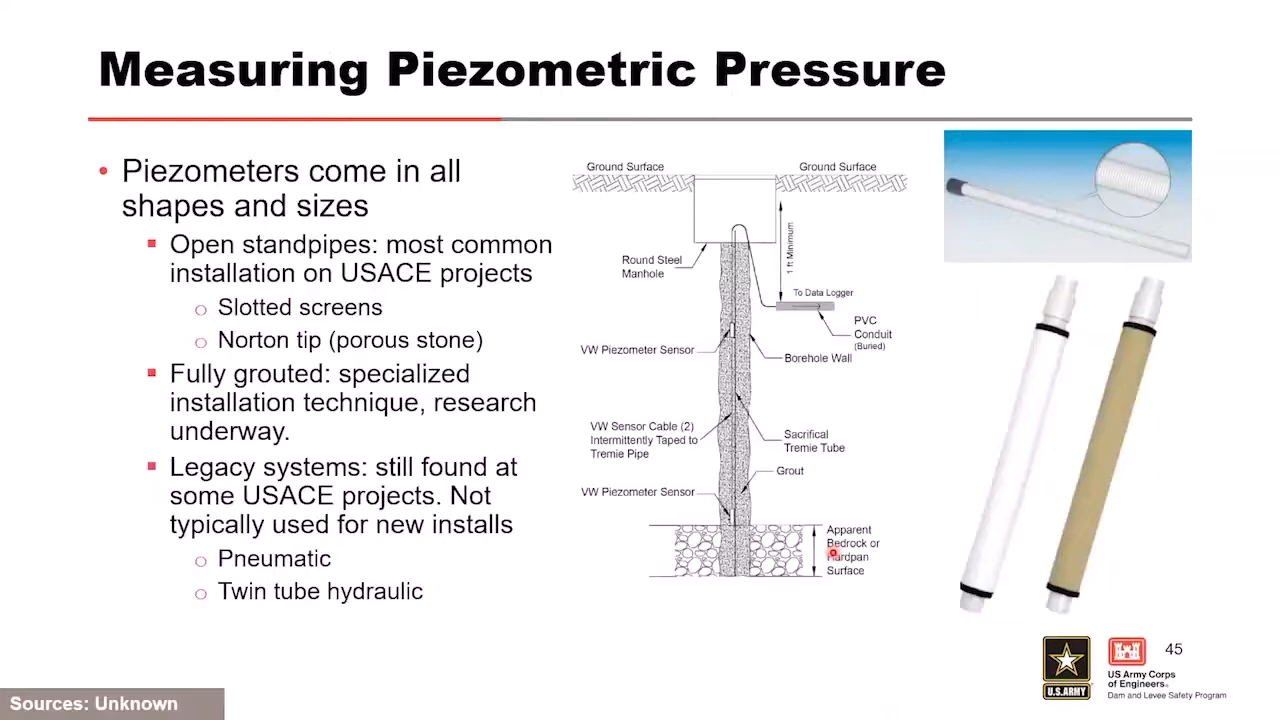 Measuring Piezometric Pressure
• Piezometers come in all
shapes and sizes
▪ Open standpipes: most common
installation on USACE projects
○ Slotted screens
○ Norton tip (porous stone)
▪ Fully grouted: specialized
installation technique, research
underway.
▪ Legacy systems: still found at
some USACE projects. Not
typically used for new installs
○ Pneumatic
○ Twin tube hydraulic
Ground Surface
Ground Surface
1 ft Minimum
Round Steel
Manhole
To Data Logger
PVC
Conduit
(Buried)
VW Piezometer Sensor
Borehole Wall
VW Sensor Cable (2)
Intermittently Taped to
Tremie Pipe
Sacrifical
Tremie Tube
Grout
VW Piezometer Sensor
Apparent
Bedrock or
Hardpan
Surface
U.S. ARMY
US Army Corps
of Engineers®
Dam and Levee Safety Program
45
Sources: Unknown